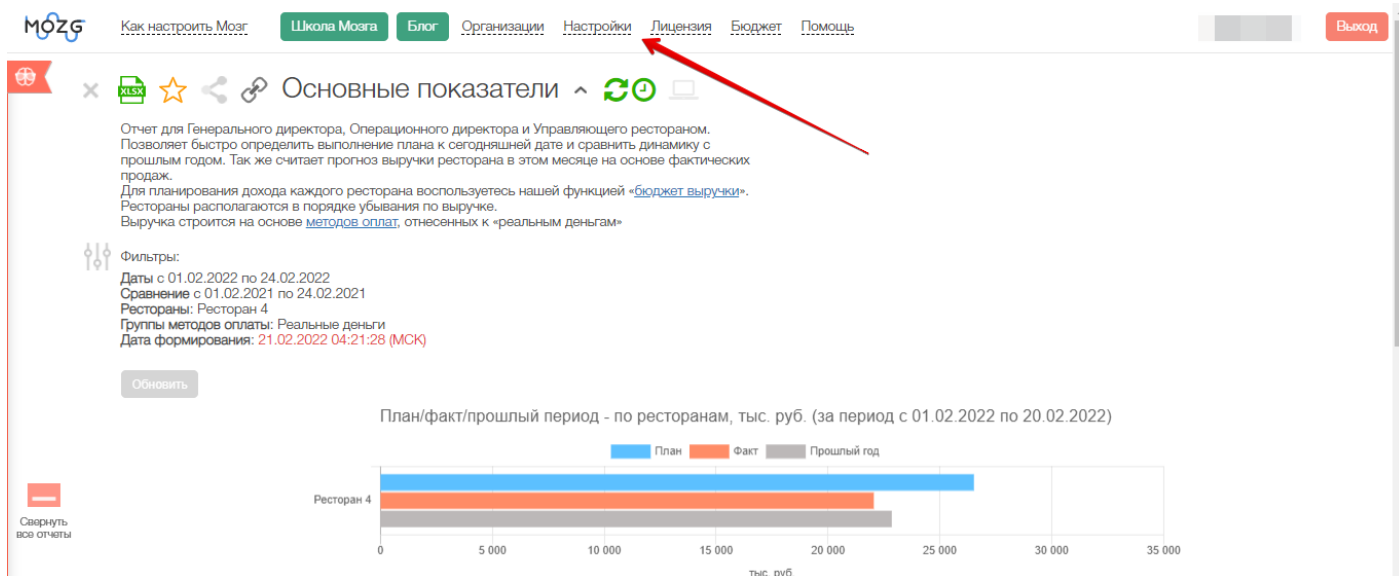 MOZG
Как настроить Мозг
Школа Мозга
Блог
Организации
Настройки
Лицензия
Бюджет
Помощь
Выход
XLSX
Основные показатели
Отчет для Генерального директора, Операционного директора и Управляющего рестораном.
Позволяет быстро определить выполнение плана к сегодняшней дате и сравнить динамику с
прошлым годом. Так же считает прогноз выручки ресторана в этом месяце на основе фактических
продаж.
Для планирования дохода каждого ресторана воспользуетесь нашей функцией «бюджет выручки».
Рестораны располагаются в порядке убывания по выручке.
Выручка строится на основе методов оплат, отнесенных к «реальным деньгам»
Фильтры:
Даты с 01.02.2022 по 24.02.2022
Сравнение с 01.02.2021 по 24.02.2021
Рестораны: Ресторан 4
Группы методов оплаты: Реальные деньги
Дата формирования: 21.02.2022 04:21:28 (МСК)
Обновить
План/факт/прошлый период - по ресторанам, тыс. руб. (за период с 01.02.2022 по 20.02.2022)
План
Факт
Прошлый год
Ресторан 4
0
5 000
10 000
15 000
20 000
25 000
30 000
35 000
тыс. руб.
Свернуть
все отчеты